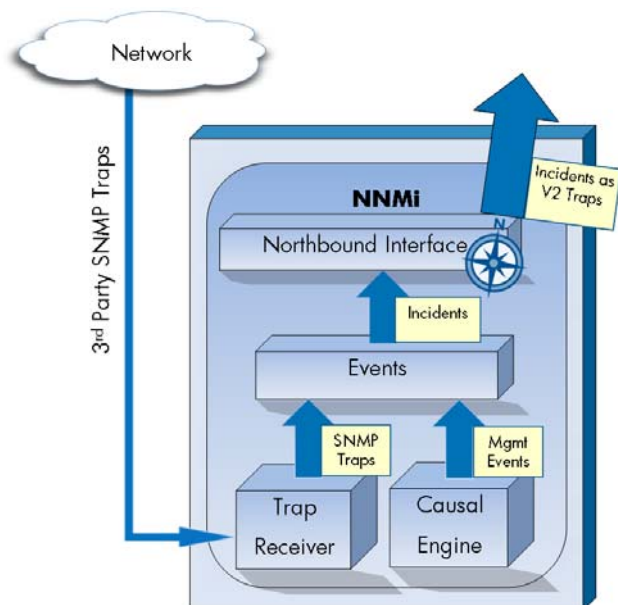 Network
3rd Party SNMP Traps
NNMi
Incidents as
V2 Traps
Northbound Interface
N
Incidents
Events
SNMP
Traps
Mgmt
Events
Trap
Receiver
Causal
Engine